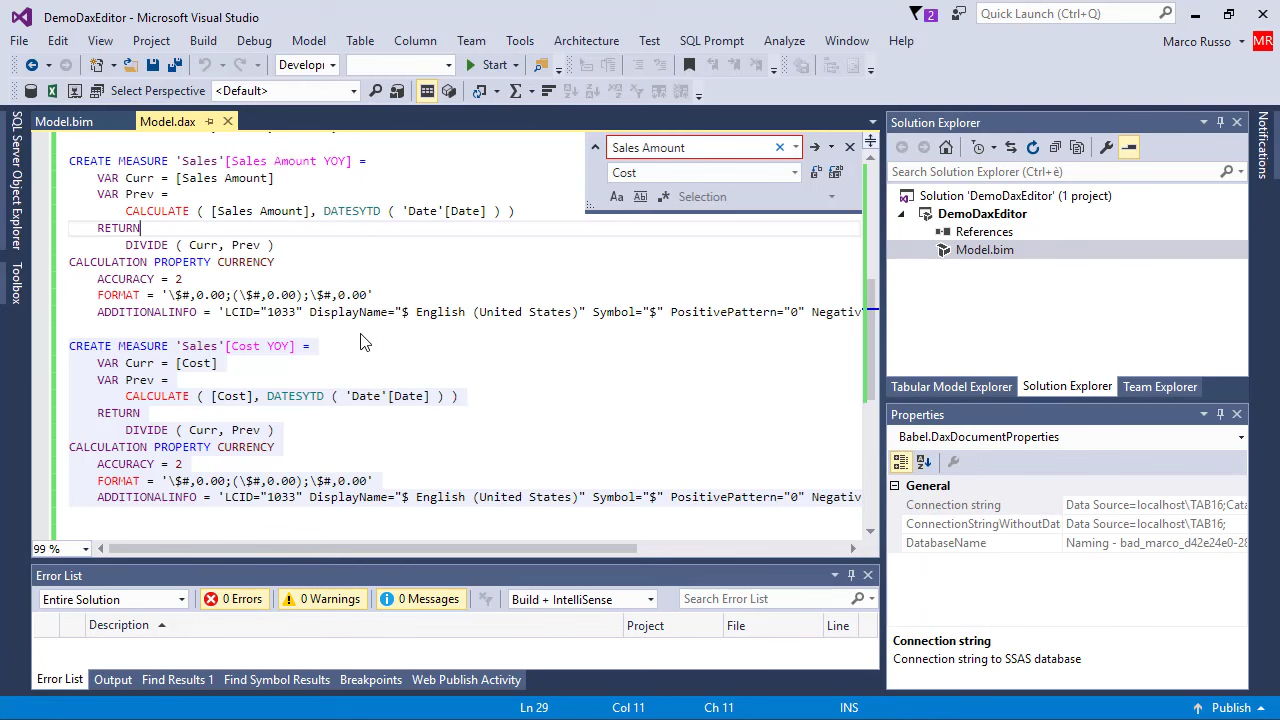 DemoDaxEditor - Microsoft Visual Studio
2
Quick Launch (Ctrl+Q)
File Edit View Project Build Debug Model Table Column Team Tools Architecture Test SQL Prompt Analyze Window Help
Marco Russo
MR
Developi
Start
Select Perspective
<Default>
SQL Server Object Explorer
Toolbox
Notifications
Model.bim
Model.dax
Sales Amount
Cost
Aa
Selection
CREATE MEASURE 'Sales'[Sales Amount YOY] =
VAR Curr = [Sales Amount]
VAR Prev =
CALCULATE ( [Sales Amount], DATESYTD ( 'Date'[Date] ) )
RETURN
DIVIDE ( Curr, Prev )
CALCULATION PROPERTY CURRENCY
ACCURACY = 2
FORMAT = '\$#,0.00;(\$#,0.00);\$#,0.00'
ADDITIONALINFO = 'LCID="1033" DisplayName="$ English (United States)" Symbol="$" PositivePattern="0" Negativ
CREATE MEASURE 'Sales'[Cost YOY] =
VAR Curr = [Cost]
VAR Prev =
CALCULATE ( [Cost], DATESYTD ( 'Date'[Date] ) )
RETURN
DIVIDE ( Curr, Prev )
CALCULATION PROPERTY CURRENCY
ACCURACY = 2
FORMAT = '\$#,0.00;(\$#,0.00);\$#,0.00'
ADDITIONALINFO = 'LCID="1033" DisplayName="$ English (United States)" Symbol="$" PositivePattern="0" Negativ
99 %
Solution Explorer
Search Solution Explorer (Ctrl+è)
Solution 'DemoDaxEditor' (1 project)
DemoDaxEditor
References
Model.bim
Tabular Model Explorer Solution Explorer Team Explorer
Properties
Babel.DaxDocumentProperties
General
Connection string Data Source=localhost\TAB16;Cata
ConnectionStringWithoutDat Data Source=localhost\TAB16;
DatabaseName Naming - bad_marco_d42e24e0-28
Connection string
Connection string to SSAS database
Error List
Entire Solution
0 Errors
0 Warnings
0 Messages
Build + IntelliSense
Search Error List
Description Project File Line
Error List Output Find Results 1 Find Symbol Results Breakpoints Web Publish Activity
Ln 29 Col 11 Ch 11 INS Publish